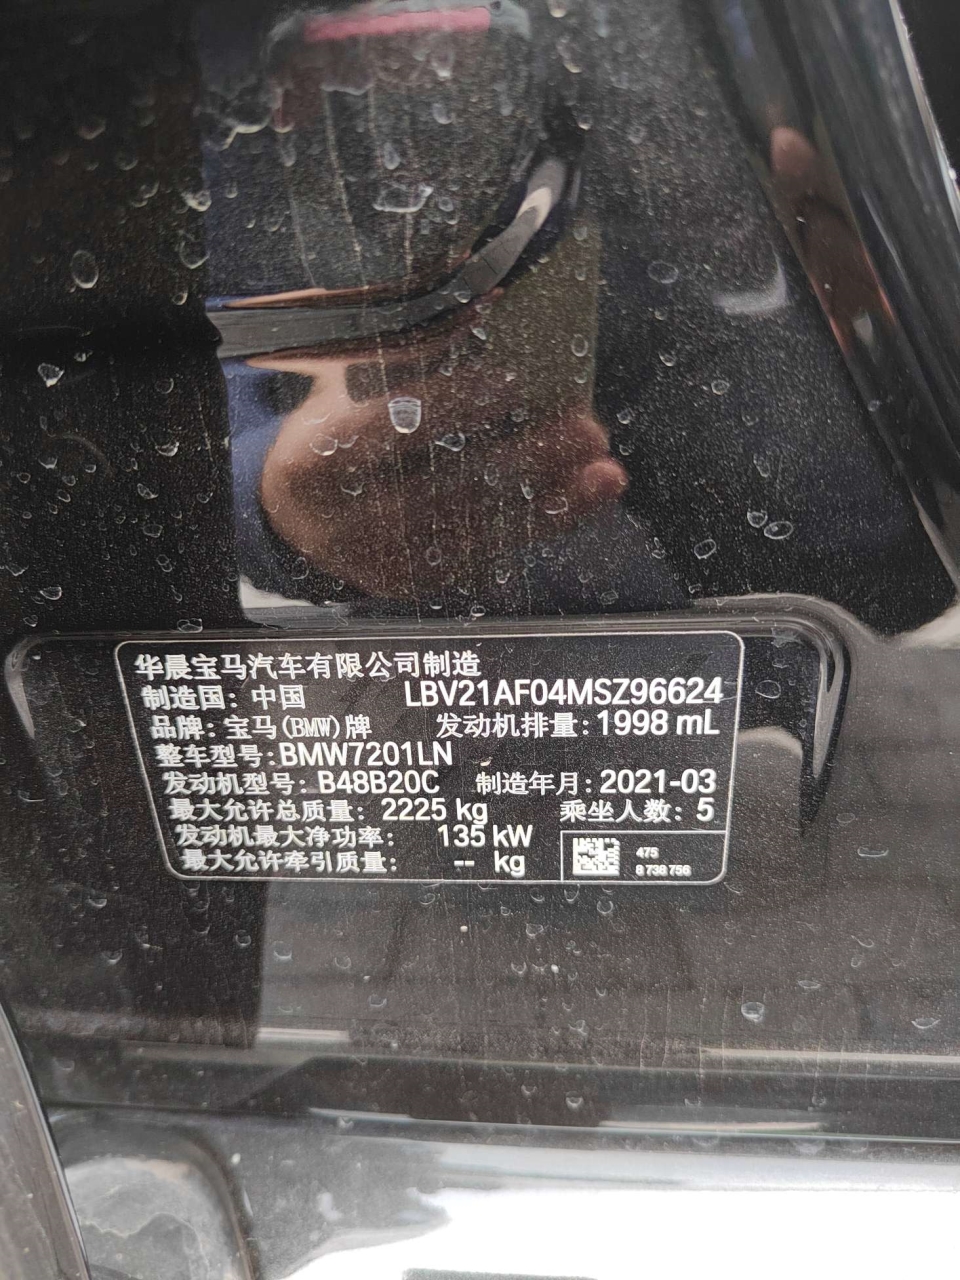 华晨宝马汽车有限公司制造
制造国：中国 LBV21AF04MSZ96624
品牌：宝马(BMW)牌 发动机排量：1998 mL
整车型号：BMW7201LN
发动机型号：B48B20C 制造年月：2021-03
最大允许总质量：2225 kg 乘坐人数：5
发动机最大净功率：135 kW
最大允许牵引质量：-- kg
475
8 738 756